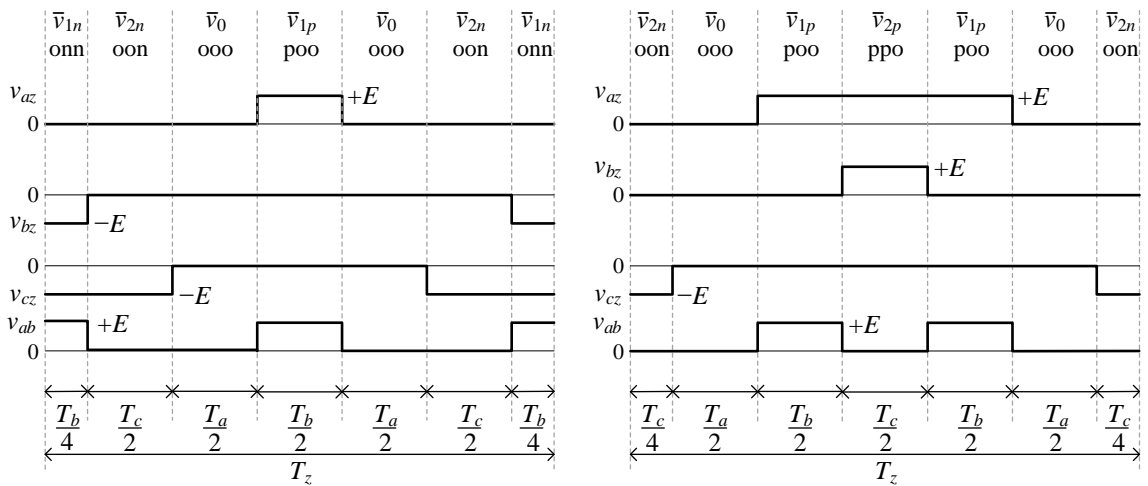 v̄1n v̄2n v̄0 v̄1p v̄0 v̄2n v̄1n
onn oon ooo poo ooo oon onn
vaz
+E
0
0
vbz
−E
0
vcz
−E
vab
+E
0
Tb/4 Tc/2 Ta/2 Tb/2 Ta/2 Tc/2 Tb/4
Tz
v̄2n v̄0 v̄1p v̄2p v̄1p v̄0 v̄2n
oon ooo poo ppo poo ooo oon
vaz
+E
0
vbz
+E
0
0
vcz
−E
vab
+E
0
Tc/4 Ta/2 Tb/2 Tc/2 Tb/2 Ta/2 Tc/4
Tz